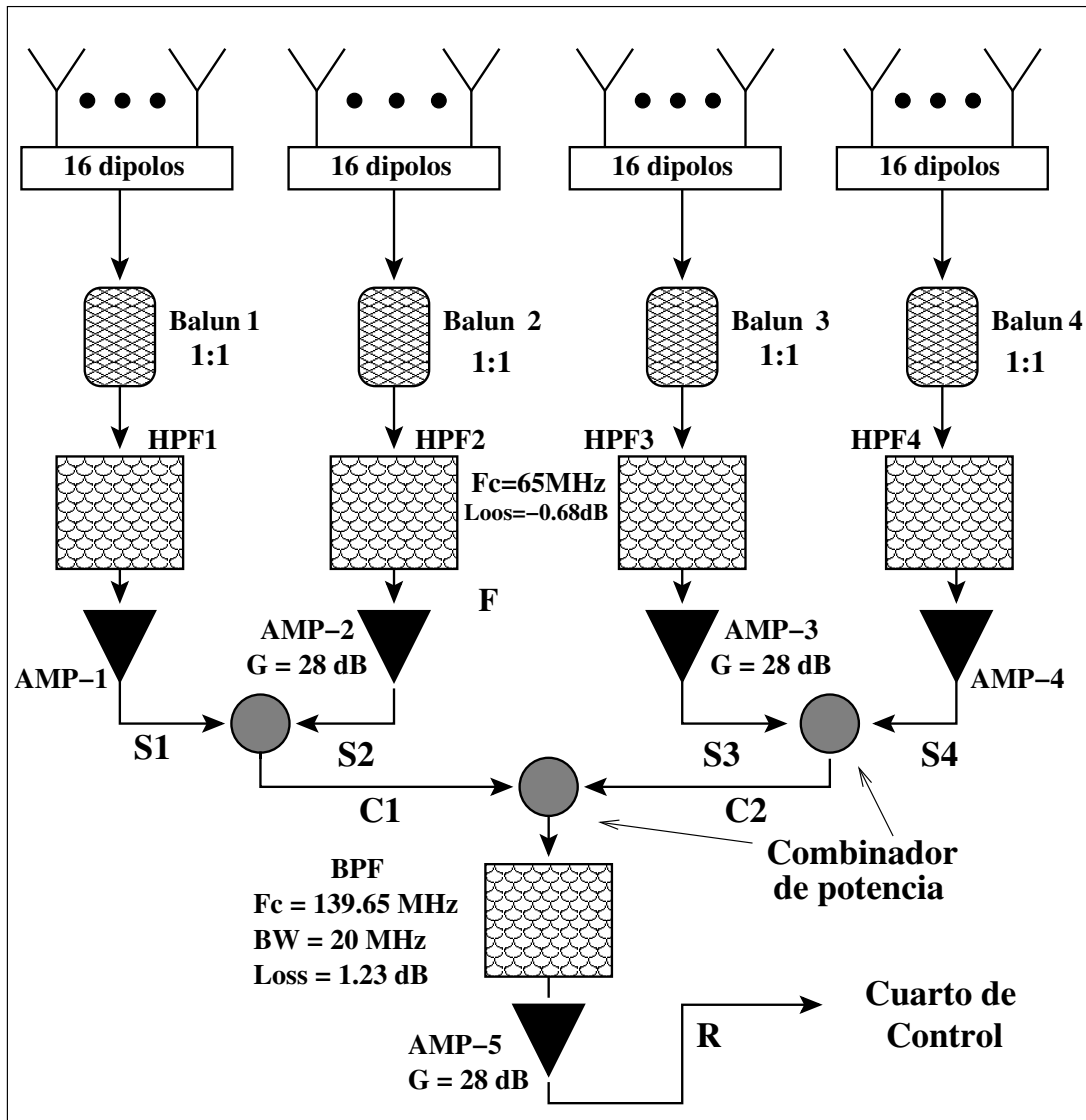 16 dipolos
16 dipolos
16 dipolos
16 dipolos
Balun 1
1:1
Balun 2
1:1
Balun 3
1:1
Balun 4
1:1
HPF1
HPF2
HPF3
HPF4
Fc=65MHz
Loos=−0.68dB
F
AMP−1
AMP−2
G = 28 dB
AMP−3
G = 28 dB
AMP−4
S1
S2
S3
S4
C1
C2
Combinador
de potencia
BPF
Fc = 139.65 MHz
BW = 20 MHz
Loss = 1.23 dB
AMP−5
G = 28 dB
R
Cuarto de
Control